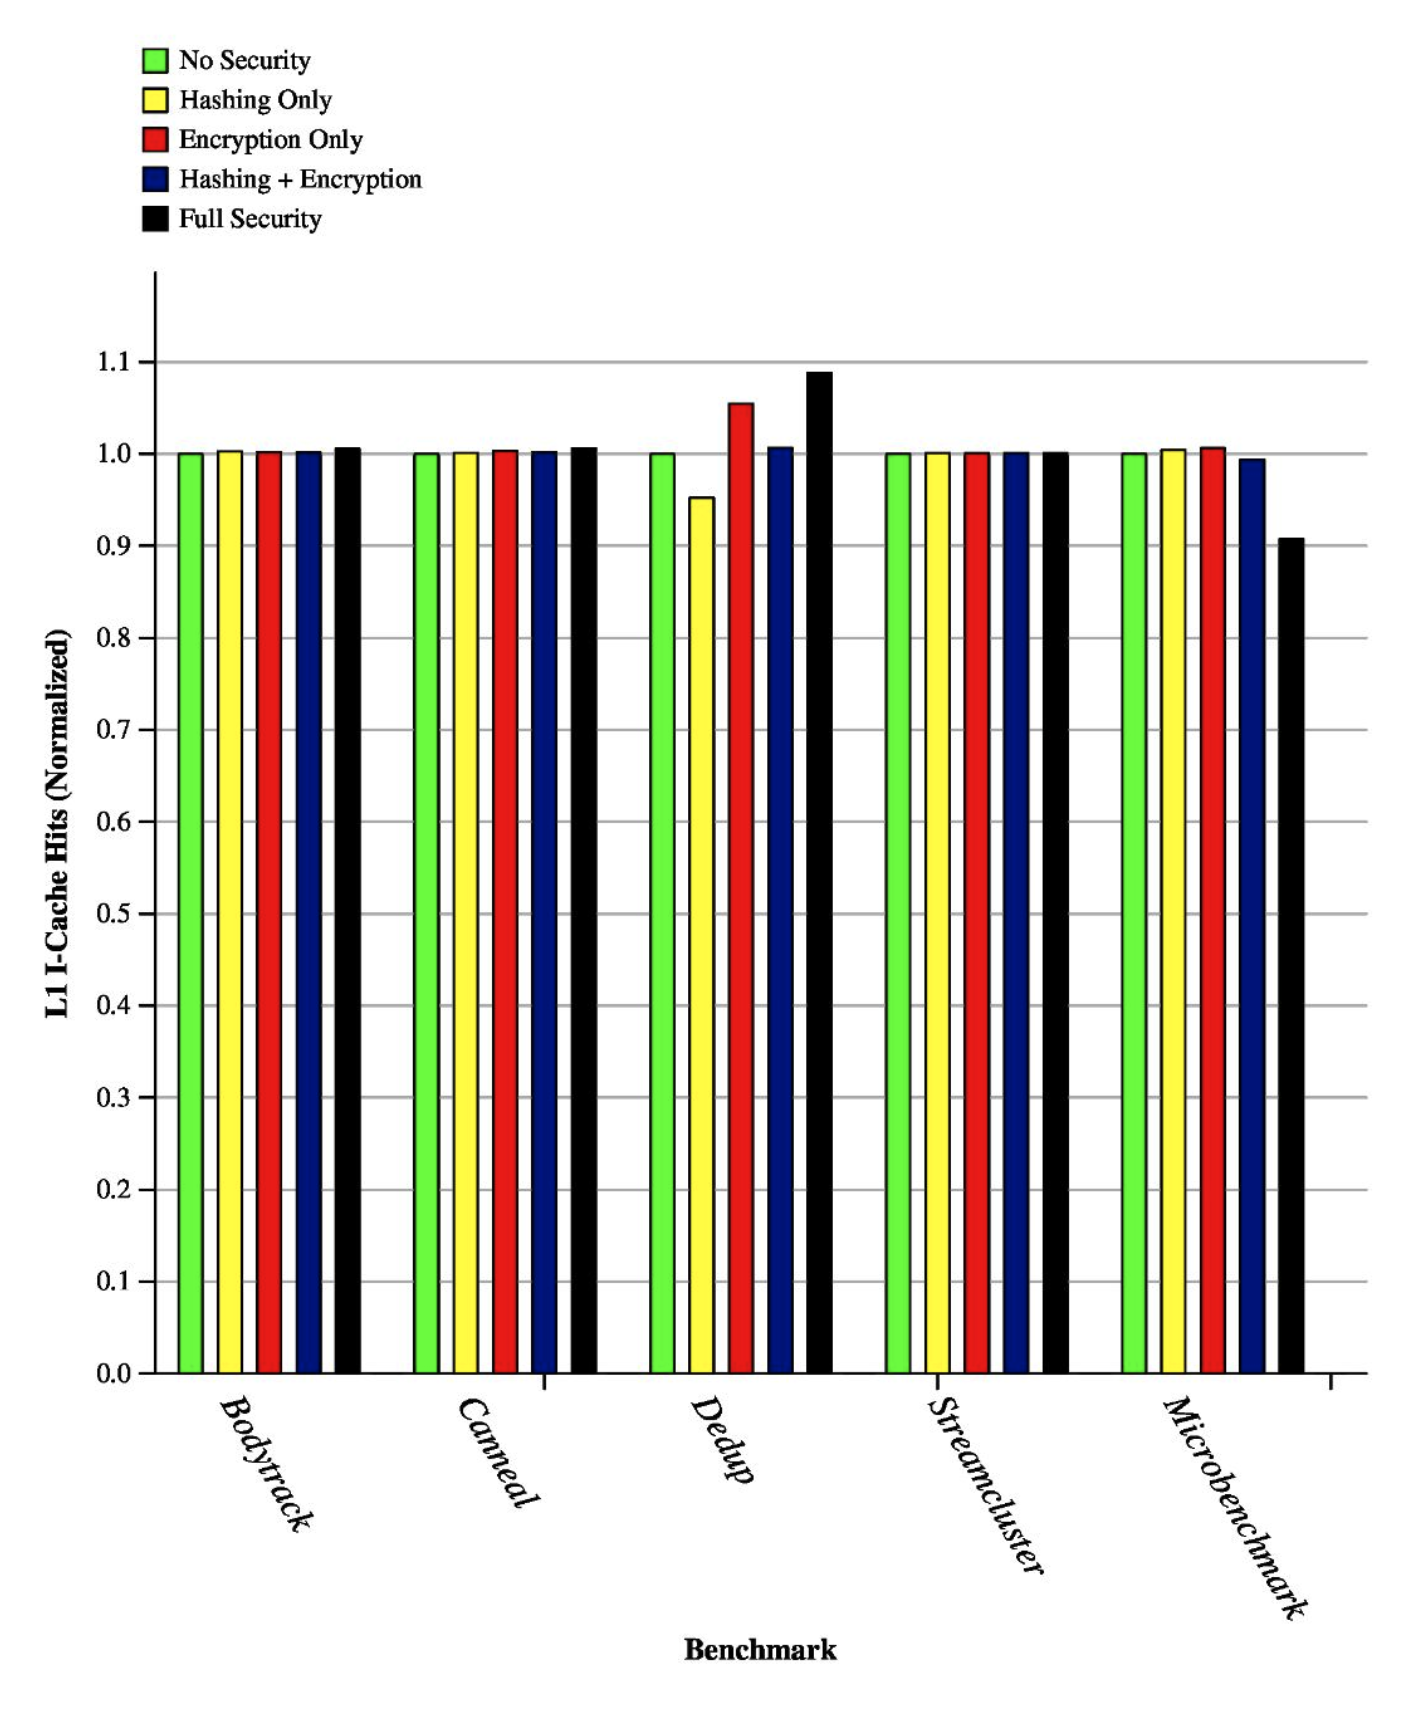 No Security
Hashing Only
Encryption Only
Hashing + Encryption
Full Security
1.1
1.0
0.9
0.8
0.7
0.6
0.5
0.4
0.3
0.2
0.1
0.0
L1 I-Cache Hits (Normalized)
Bodytrack
Canneal
Dedup
Streamcluster
Microbenchmark
Benchmark